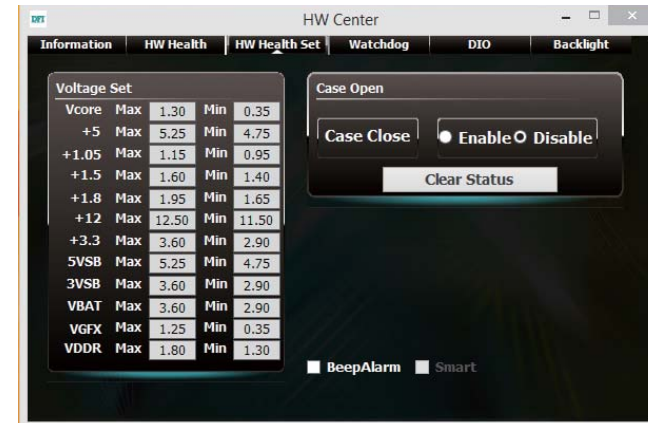 DFI
HW Center
Information HW Health HW Health Set Watchdog DIO Backlight
Voltage Set
Vcore Max 1.30 Min 0.35
+5 Max 5.25 Min 4.75
+1.05 Max 1.15 Min 0.95
+1.5 Max 1.60 Min 1.40
+1.8 Max 1.95 Min 1.65
+12 Max 12.50 Min 11.50
+3.3 Max 3.60 Min 2.90
5VSB Max 5.25 Min 4.75
3VSB Max 3.60 Min 2.90
VBAT Max 3.60 Min 2.90
VGFX Max 1.25 Min 0.35
VDDR Max 1.80 Min 1.30
Case Open
Case Close Enable Disable
Clear Status
BeepAlarm Smart